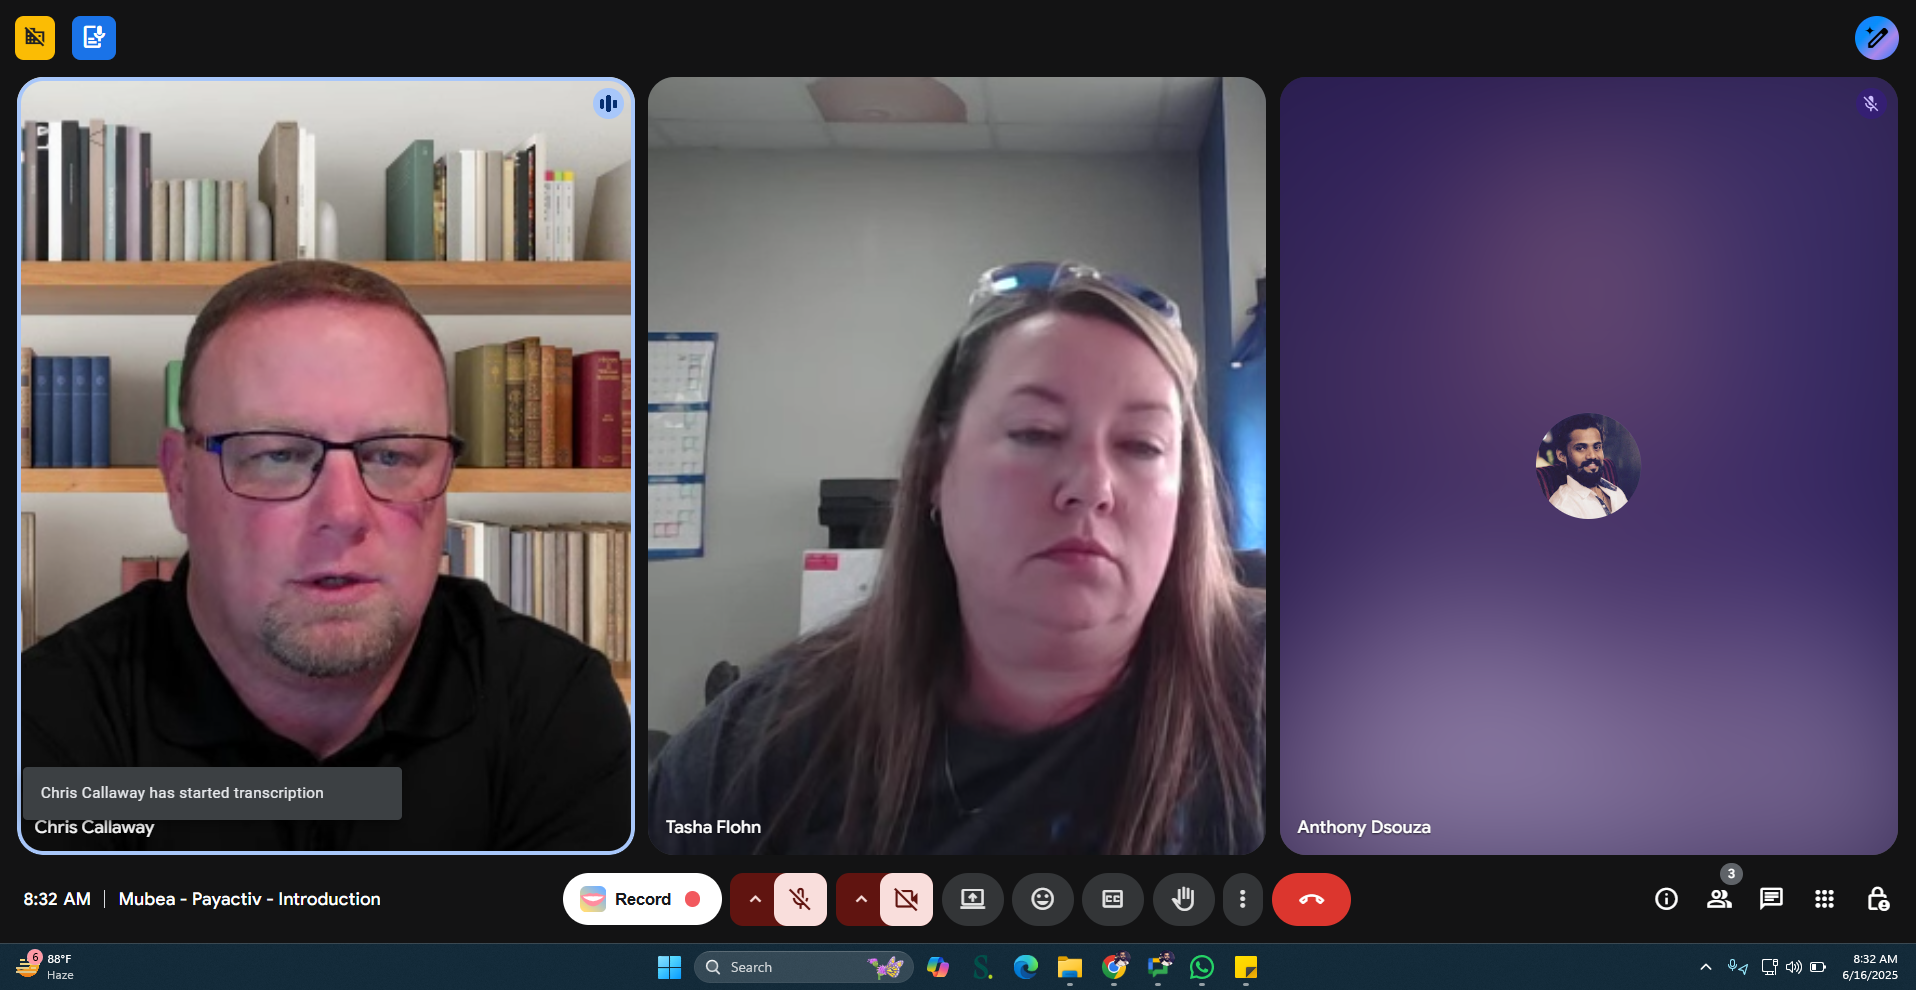 Chris Callaway has started transcription
Chris Callaway
Tasha Flohn
Anthony Dsouza
8:32 AM
Mubea - Payactiv - Introduction
Record
CC
3
6
88°F
Haze
Search
S.
8:32 AM
6/16/2025